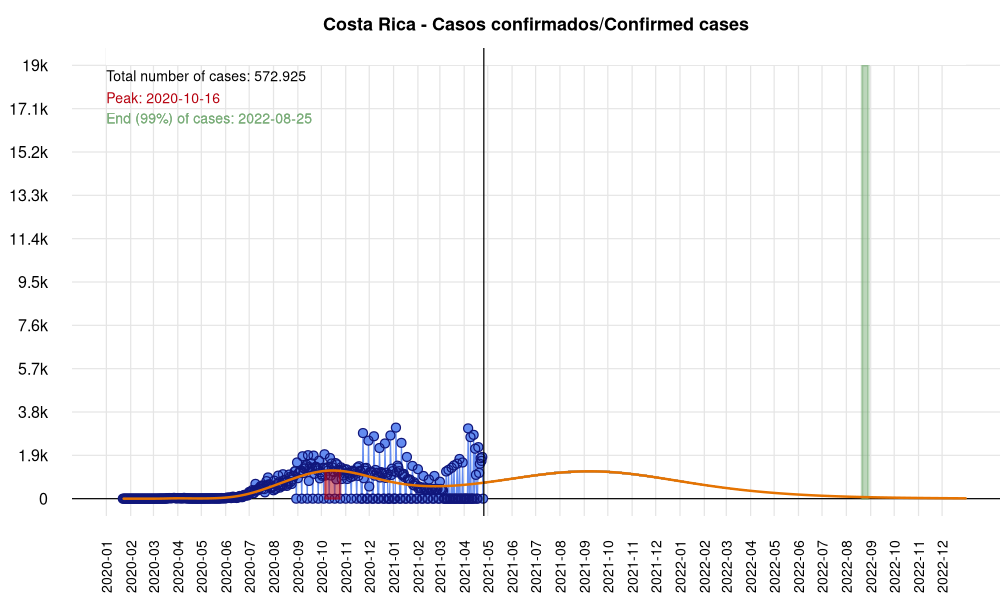 Costa Rica - Casos confirmados/Confirmed cases
19k
Total number of cases: 572.925
Peak: 2020-10-16
17.1k
End (99%) of cases: 2022-08-25
15.2k
13.3k
11.4k
9.5k
7.6k
5.7k
3.8k
1.9k
0
2020-01
2020-02
2020-03
2020-04
2020-05
2020-06
2020-07
2020-08
2020-09
2020-10
2020-11
2020-12
2021-01
2021-02
2021-03
2021-04
2021-05
2021-06
2021-07
2021-08
2021-09
2021-10
2021-11
2021-12
2022-01
2022-02
2022-03
2022-04
2022-05
2022-06
2022-07
2022-08
2022-09
2022-10
2022-11
2022-12